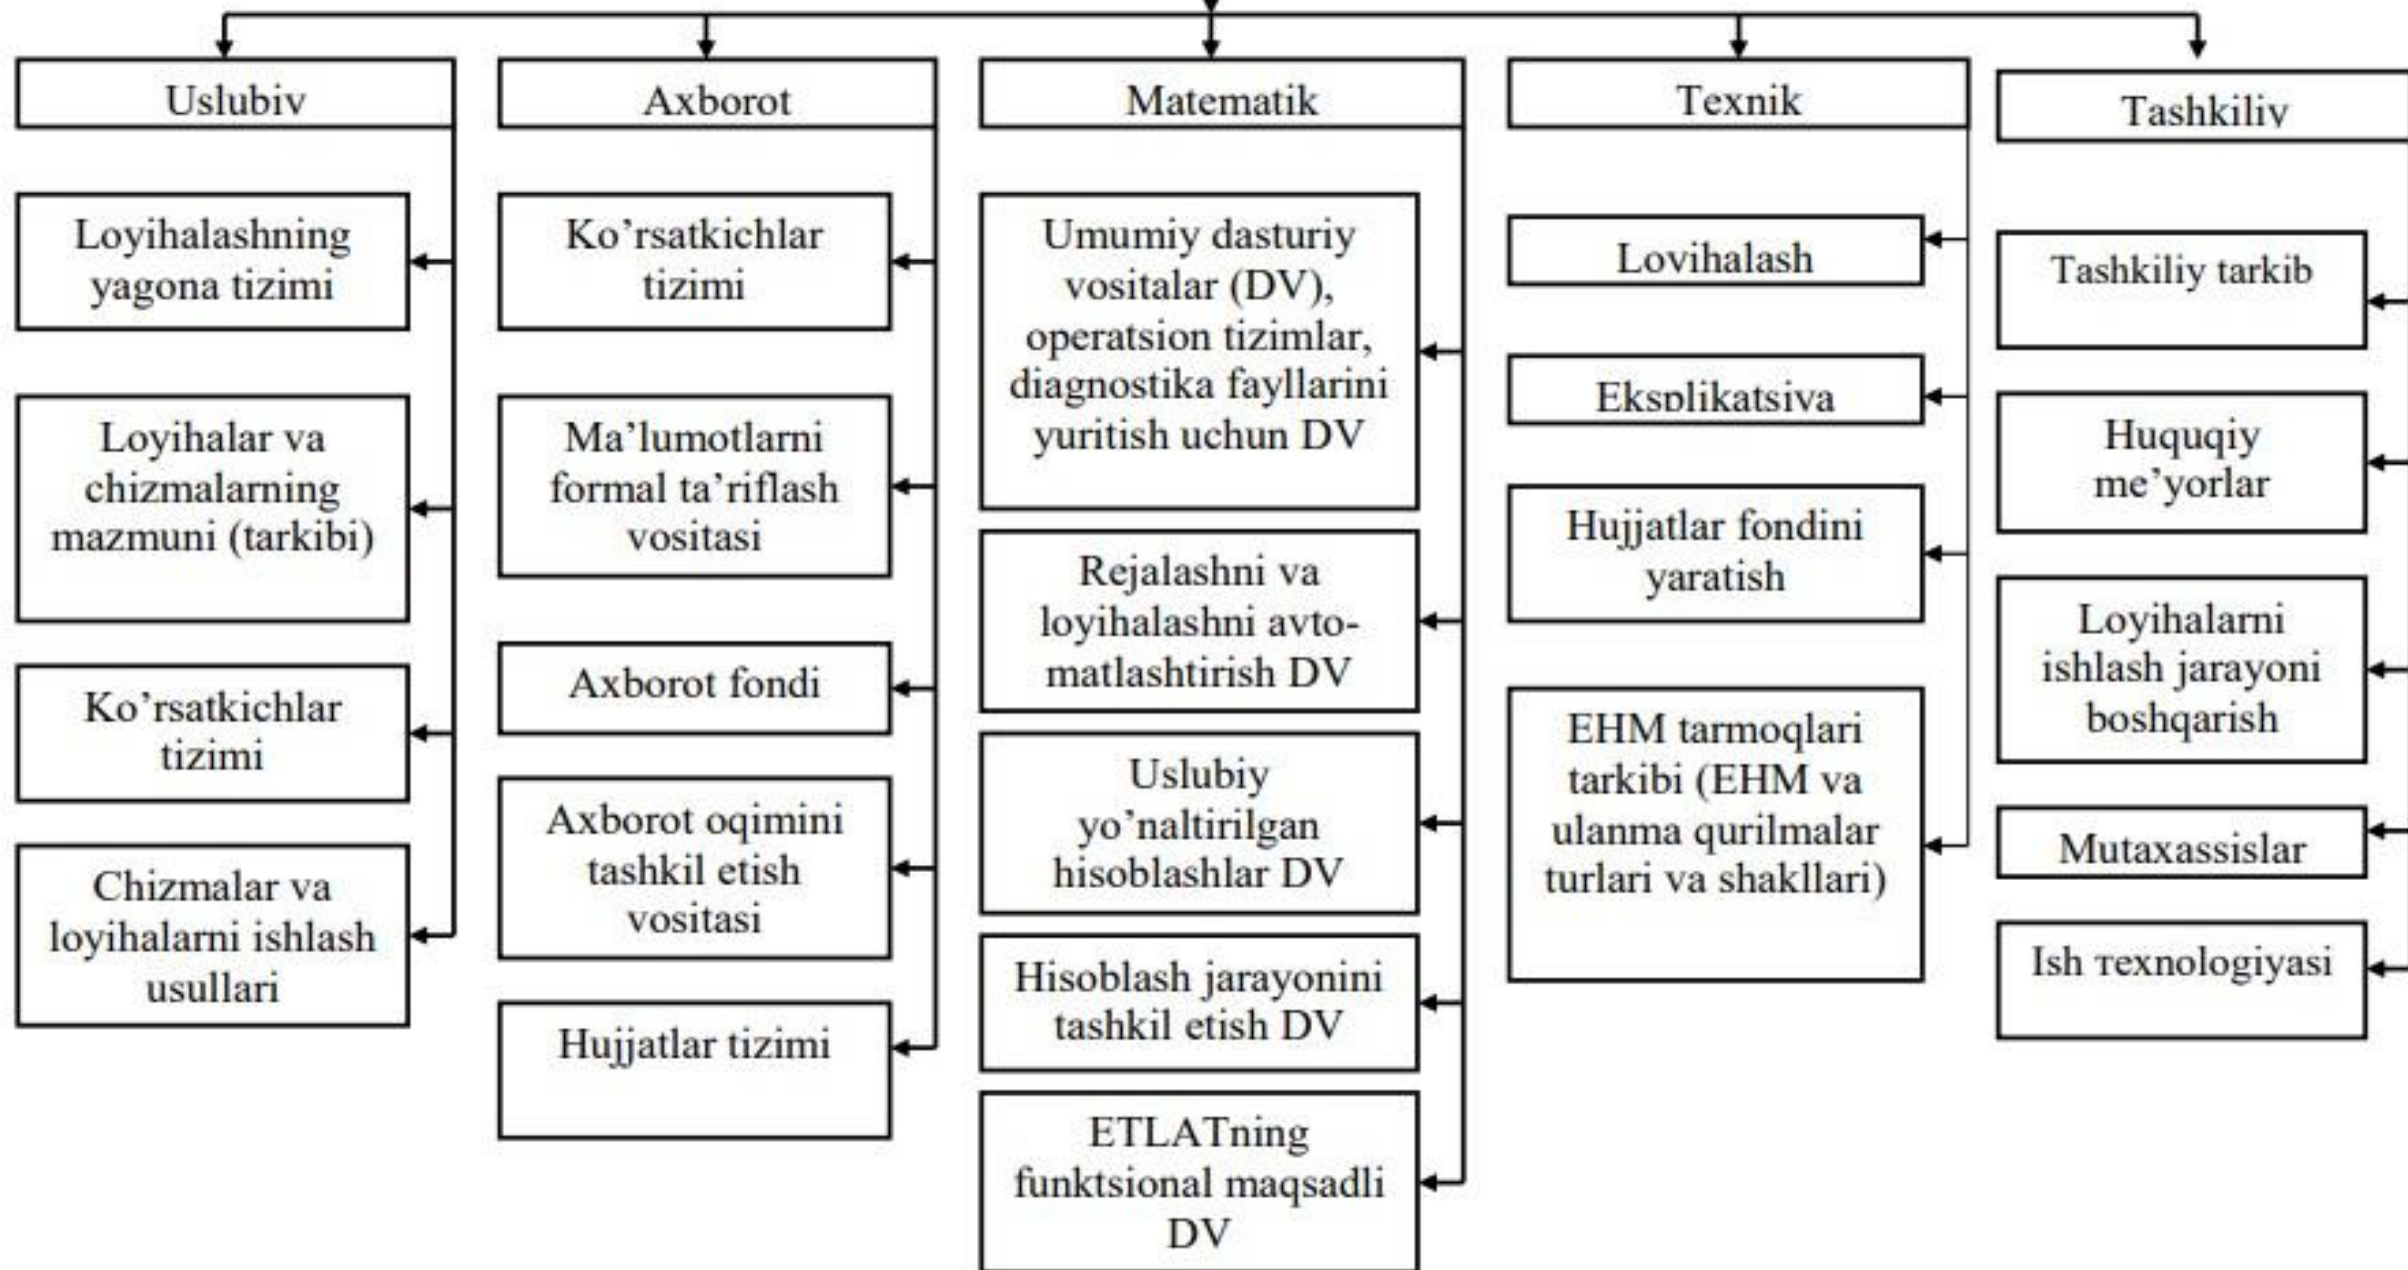 Uslubiv
Axborot
Matematik
Texnik
Tashkiliv
Loyihalashning
yagona tizimi
Loyihalar va
chizmalarning
mazmuni (tarkibi)
Ko’rsatkichlar
tizimi
Chizmalar va
loyihalarni ishlash
usullari
Ko’rsatkichlar
tizimi
Ma’lumotlarni
formal ta’riflash
vositasi
Axborot fondi
Axborot oqimini
tashkil etish
vositasi
Hujjatlar tizimi
Umumiy dasturiy
vositalar (DV),
operatsion tizimlar,
diagnostika fayllarini
yuritish uchun DV
Rejalashni va
loyihalashni avto-
matlashtirish DV
Uslubiy
yo’naltirilgan
hisoblashlar DV
Hisoblash jarayonini
tashkil etish DV
ETLATning
funktsional maqsadli
DV
Lovihalash
Eksplikatsiva
Hujjatlar fondini
yaratish
EHM tarmoqlari
tarkibi (EHM va
ulanma qurilmalar
turlari va shakllari)
Tashkiliy tarkib
Huquqiy
me’yorlar
Loyihalarni
ishlash jarayoni
boshqarish
Mutaxassislar
Ish техnologiyasi